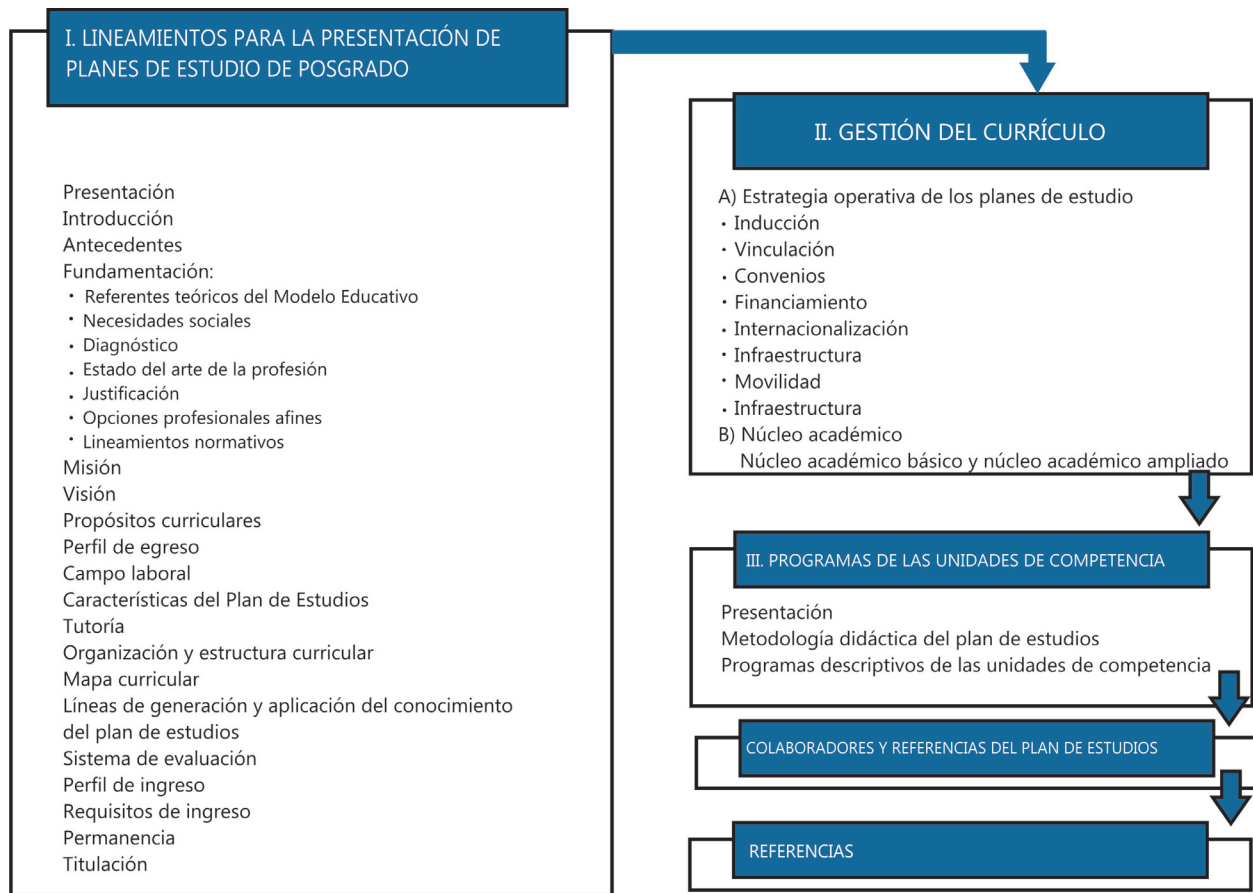 I. LINEAMIENTOS PARA LA PRESENTACIÓN DE
PLANES DE ESTUDIO DE POSGRADO
Presentación
Introducción
Antecedentes
Fundamentación:
• Referentes teóricos del Modelo Educativo
• Necesidades sociales
• Diagnóstico
• Estado del arte de la profesión
• Justificación
• Opciones profesionales afines
• Lineamientos normativos
Misión
Visión
Propósitos curriculares
Perfil de egreso
Campo laboral
Características del Plan de Estudios
Tutoría
Organización y estructura curricular
Mapa curricular
Líneas de generación y aplicación del conocimiento
del plan de estudios
Sistema de evaluación
Perfil de ingreso
Requisitos de ingreso
Permanencia
Titulación
II. GESTIÓN DEL CURRÍCULO
A) Estrategia operativa de los planes de estudio
• Inducción
• Vinculación
• Convenios
• Financiamiento
• Internacionalización
• Infraestructura
• Movilidad
• Infraestructura
B) Núcleo académico
Núcleo académico básico y núcleo académico ampliado
III. PROGRAMAS DE LAS UNIDADES DE COMPETENCIA
Presentación
Metodología didáctica del plan de estudios
Programas descriptivos de las unidades de competencia
COLABORADORES Y REFERENCIAS DEL PLAN DE ESTUDIOS
REFERENCIAS